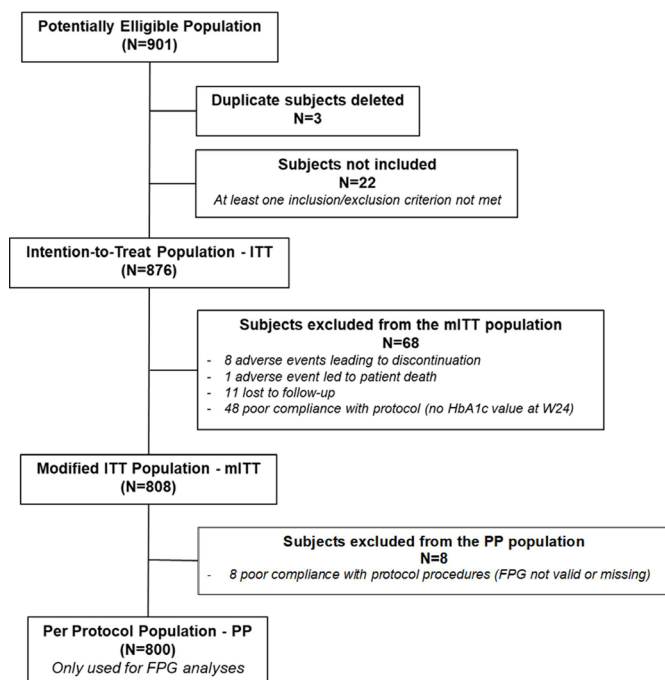 Potentially Elligible Population
(N=901)
Duplicate subjects deleted
N=3
Subjects not included
N=22
At least one inclusion/exclusion criterion not met
Intention-to-Treat Population - ITT
(N=876)
Subjects excluded from the mITT population
N=68
- 8 adverse events leading to discontinuation
- 1 adverse event led to patient death
- 11 lost to follow-up
- 48 poor compliance with protocol (no HbA1c value at W24)
Modified ITT Population - mITT
(N=808)
Subjects excluded from the PP population
N=8
- 8 poor compliance with protocol procedures (FPG not valid or missing)
Per Protocol Population - PP
(N=800)
Only used for FPG analyses